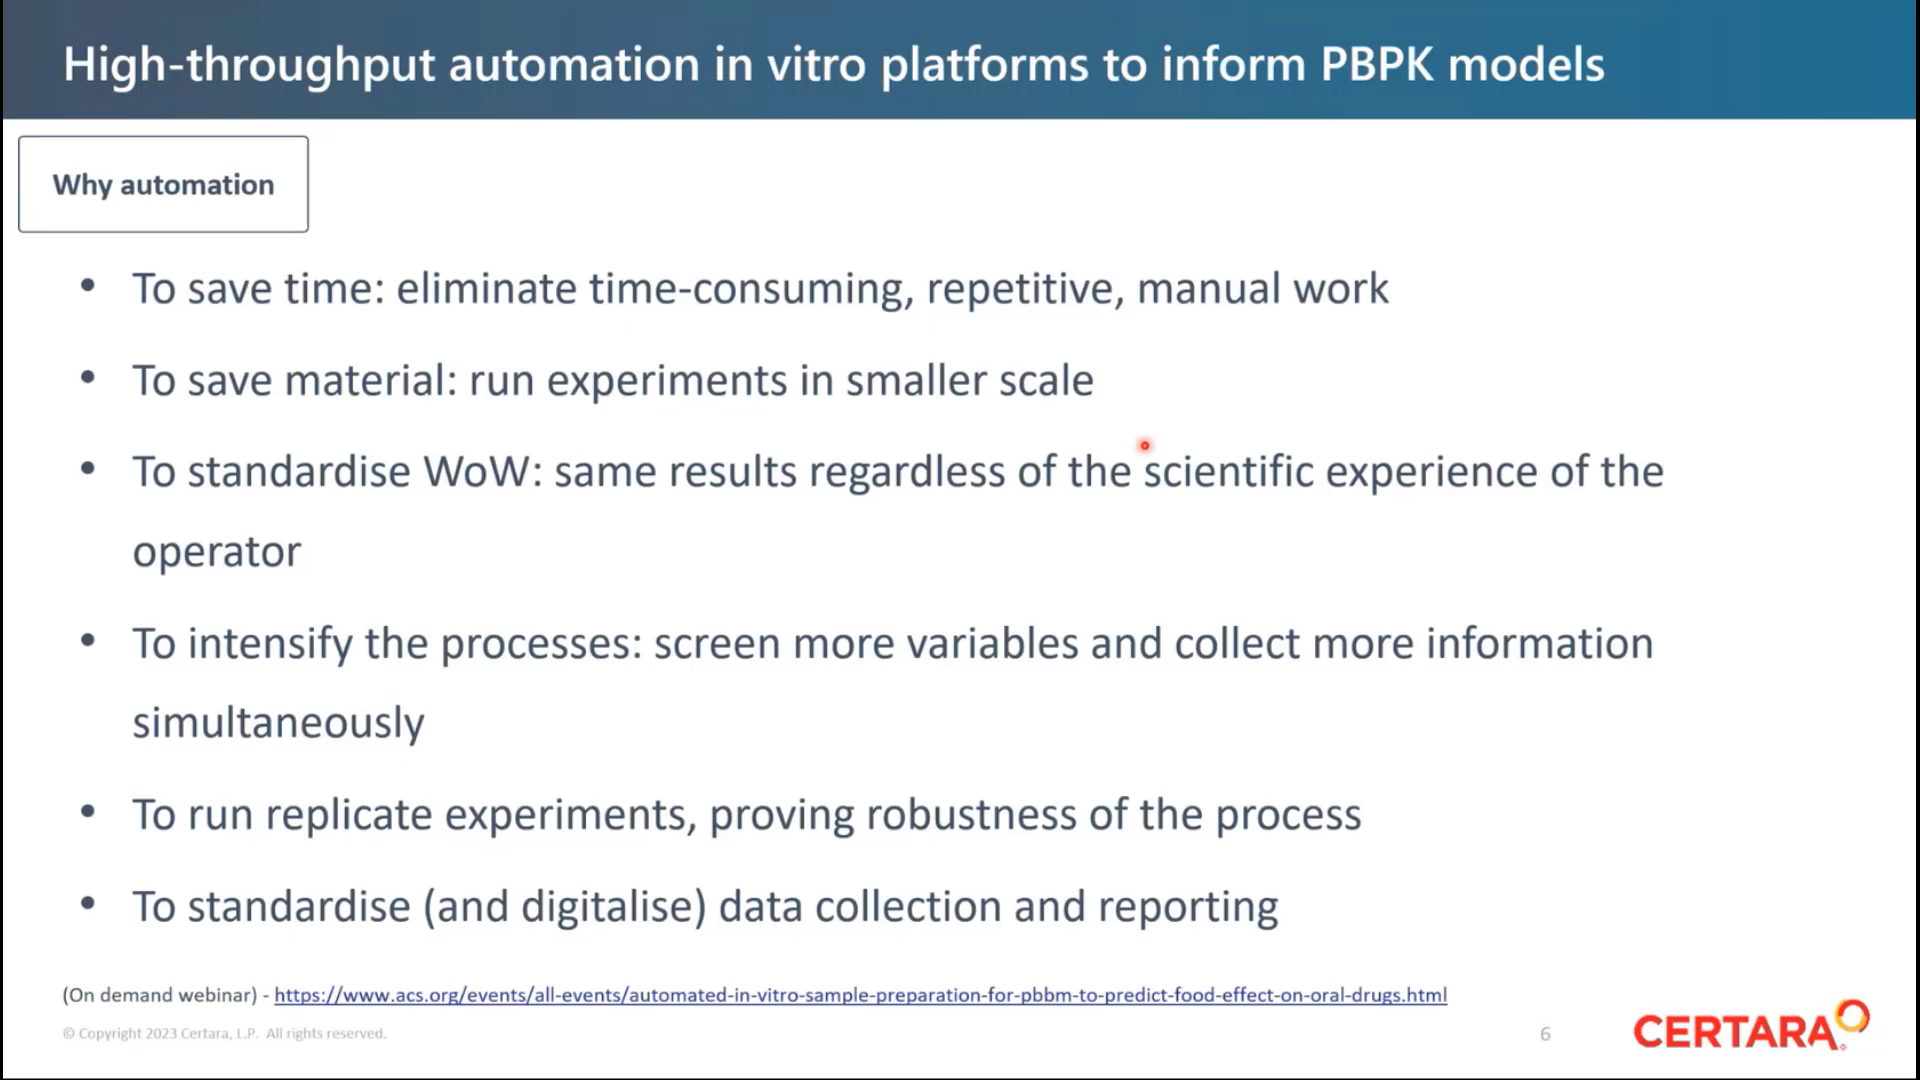 High-throughput automation in vitro platforms to inform PBPK models
Why automation
• To save time: eliminate time-consuming, repetitive, manual work
• To save material: run experiments in smaller scale
• To standardise WoW: same results regardless of the scientific experience of the
operator
• To intensify the processes: screen more variables and collect more information
simultaneously
• To run replicate experiments, proving robustness of the process
• To standardise (and digitalise) data collection and reporting
(On demand webinar) - https://www.acs.org/events/all-events/automated-in-vitro-sample-preparation-for-pbbm-to-predict-food-effect-on-oral-drugs.html
© Copyright 2023 Certara, L.P. All rights reserved.
6
CERTARA